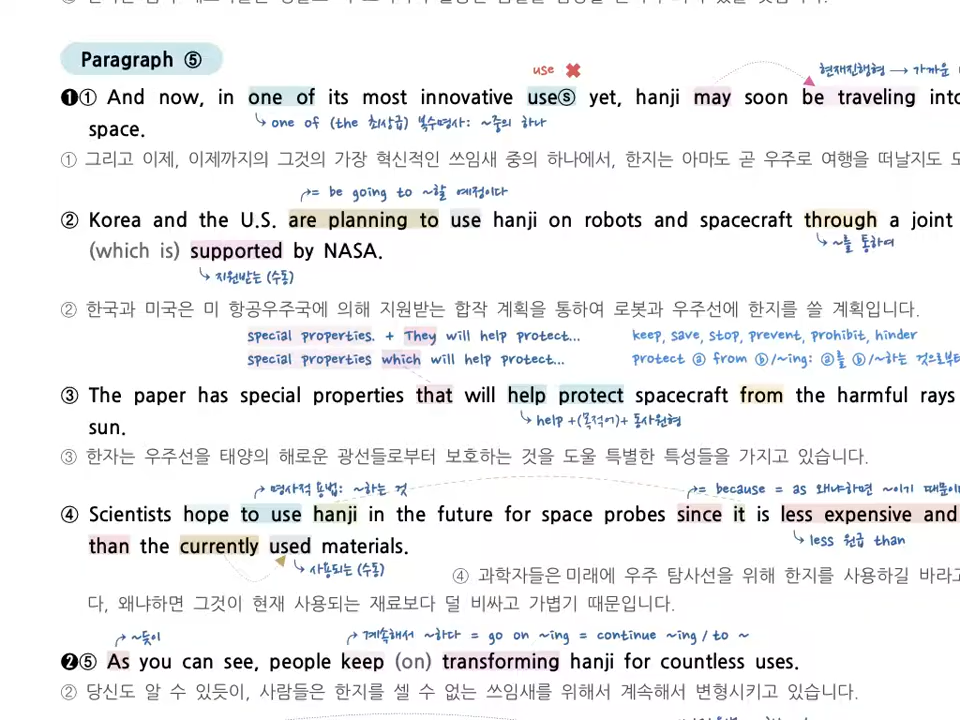 Paragraph ⑤
use ✖
현재진행형 → 가까운
❶① And now, in one of its most innovative useⓢ yet, hanji may soon be traveling into
one of (the 최상급) 복수명사: ~중의 하나
space.
① 그리고 이제, 이제까지의 그것의 가장 혁신적인 쓰임새 중의 하나에서, 한지는 아마도 곧 우주로 여행을 떠날지도
= be going to ~할 예정이다
② Korea and the U.S. are planning to use hanji on robots and spacecraft through a joint
~를 통하여
(which is) supported by NASA.
지원받는 (수동)
② 한국과 미국은 미 항공우주국에 의해 지원받는 합작 계획을 통하여 로봇과 우주선에 한지를 쓸 계획입니다.
special properties. + They will help protect... keep, save, stop, prevent, prohibit, hinder
special properties which will help protect... protect ⓐ from ⓑ/~ing: ⓐ를 ⓑ/~하는 것으로부터
③ The paper has special properties that will help protect spacecraft from the harmful rays
help +(목적어)+ 동사원형
sun.
③ 한자는 우주선을 태양의 해로운 광선들로부터 보호하는 것을 도울 특별한 특성들을 가지고 있습니다.
명사적 용법: ~하는 것 = because = as 왜냐하면 ~이기 때문이
④ Scientists hope to use hanji in the future for space probes since it is less expensive and
less 원급 than
than the currently used materials.
사용되는 (수동)
④ 과학자들은 미래에 우주 탐사선을 위해 한지를 사용하길 바라고
다, 왜냐하면 그것이 현재 사용되는 재료보다 덜 비싸고 가볍기 때문입니다.
~듯이 계속해서 ~하다 = go on ~ing = continue ~ing / to ~
❷⑤ As you can see, people keep (on) transforming hanji for countless uses.
② 당신도 알 수 있듯이, 사람들은 한지를 셀 수 없는 쓰임새를 위해서 계속해서 변형시키고 있습니다.